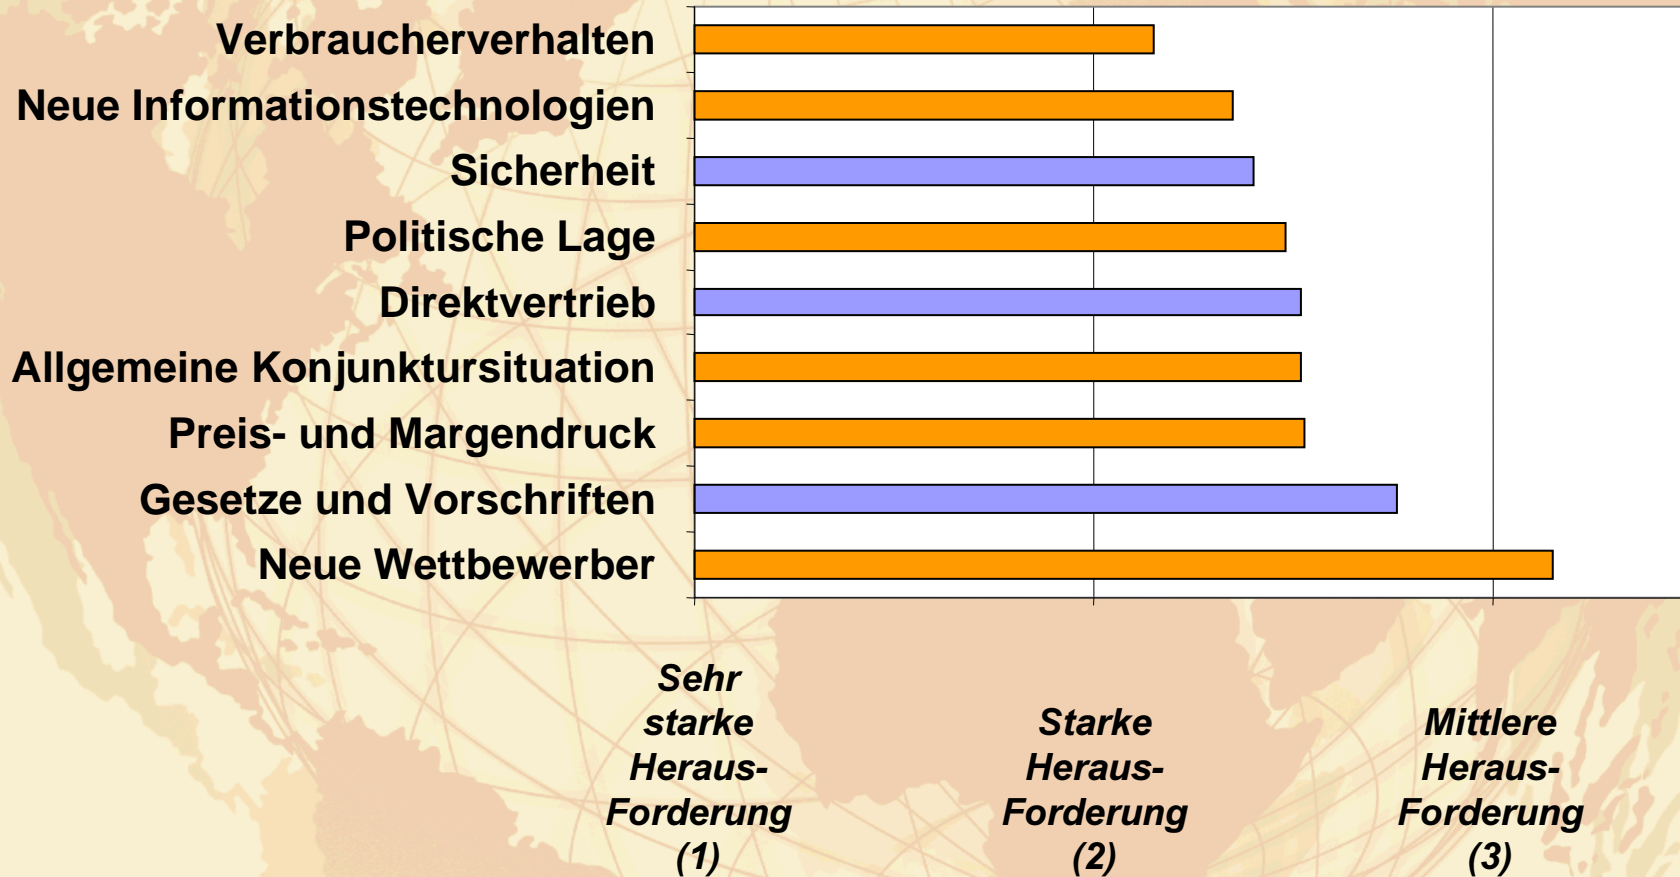 Verbraucherverhalten
Neue Informationstechnologien
Sicherheit
Politische Lage
Direktvertrieb
Allgemeine Konjunktursituation
Preis- und Margendruck
Gesetze und Vorschriften
Neue Wettbewerber
Sehr
starke
Heraus-
Forderung
(1)
Starke
Heraus-
Forderung
(2)
Mittlere
Heraus-
Forderung
(3)